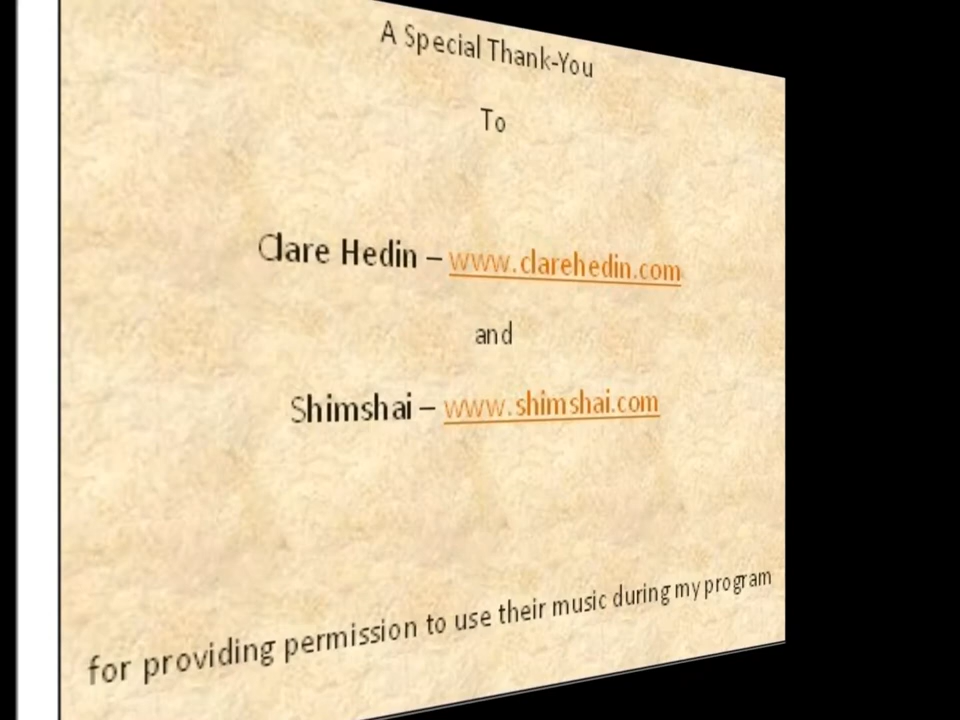 A Special Thank-You
To
Clare Hedin – www.clarehedin.com
and
Shimshai – www.shimshai.com
for providing permission to use their music during my program